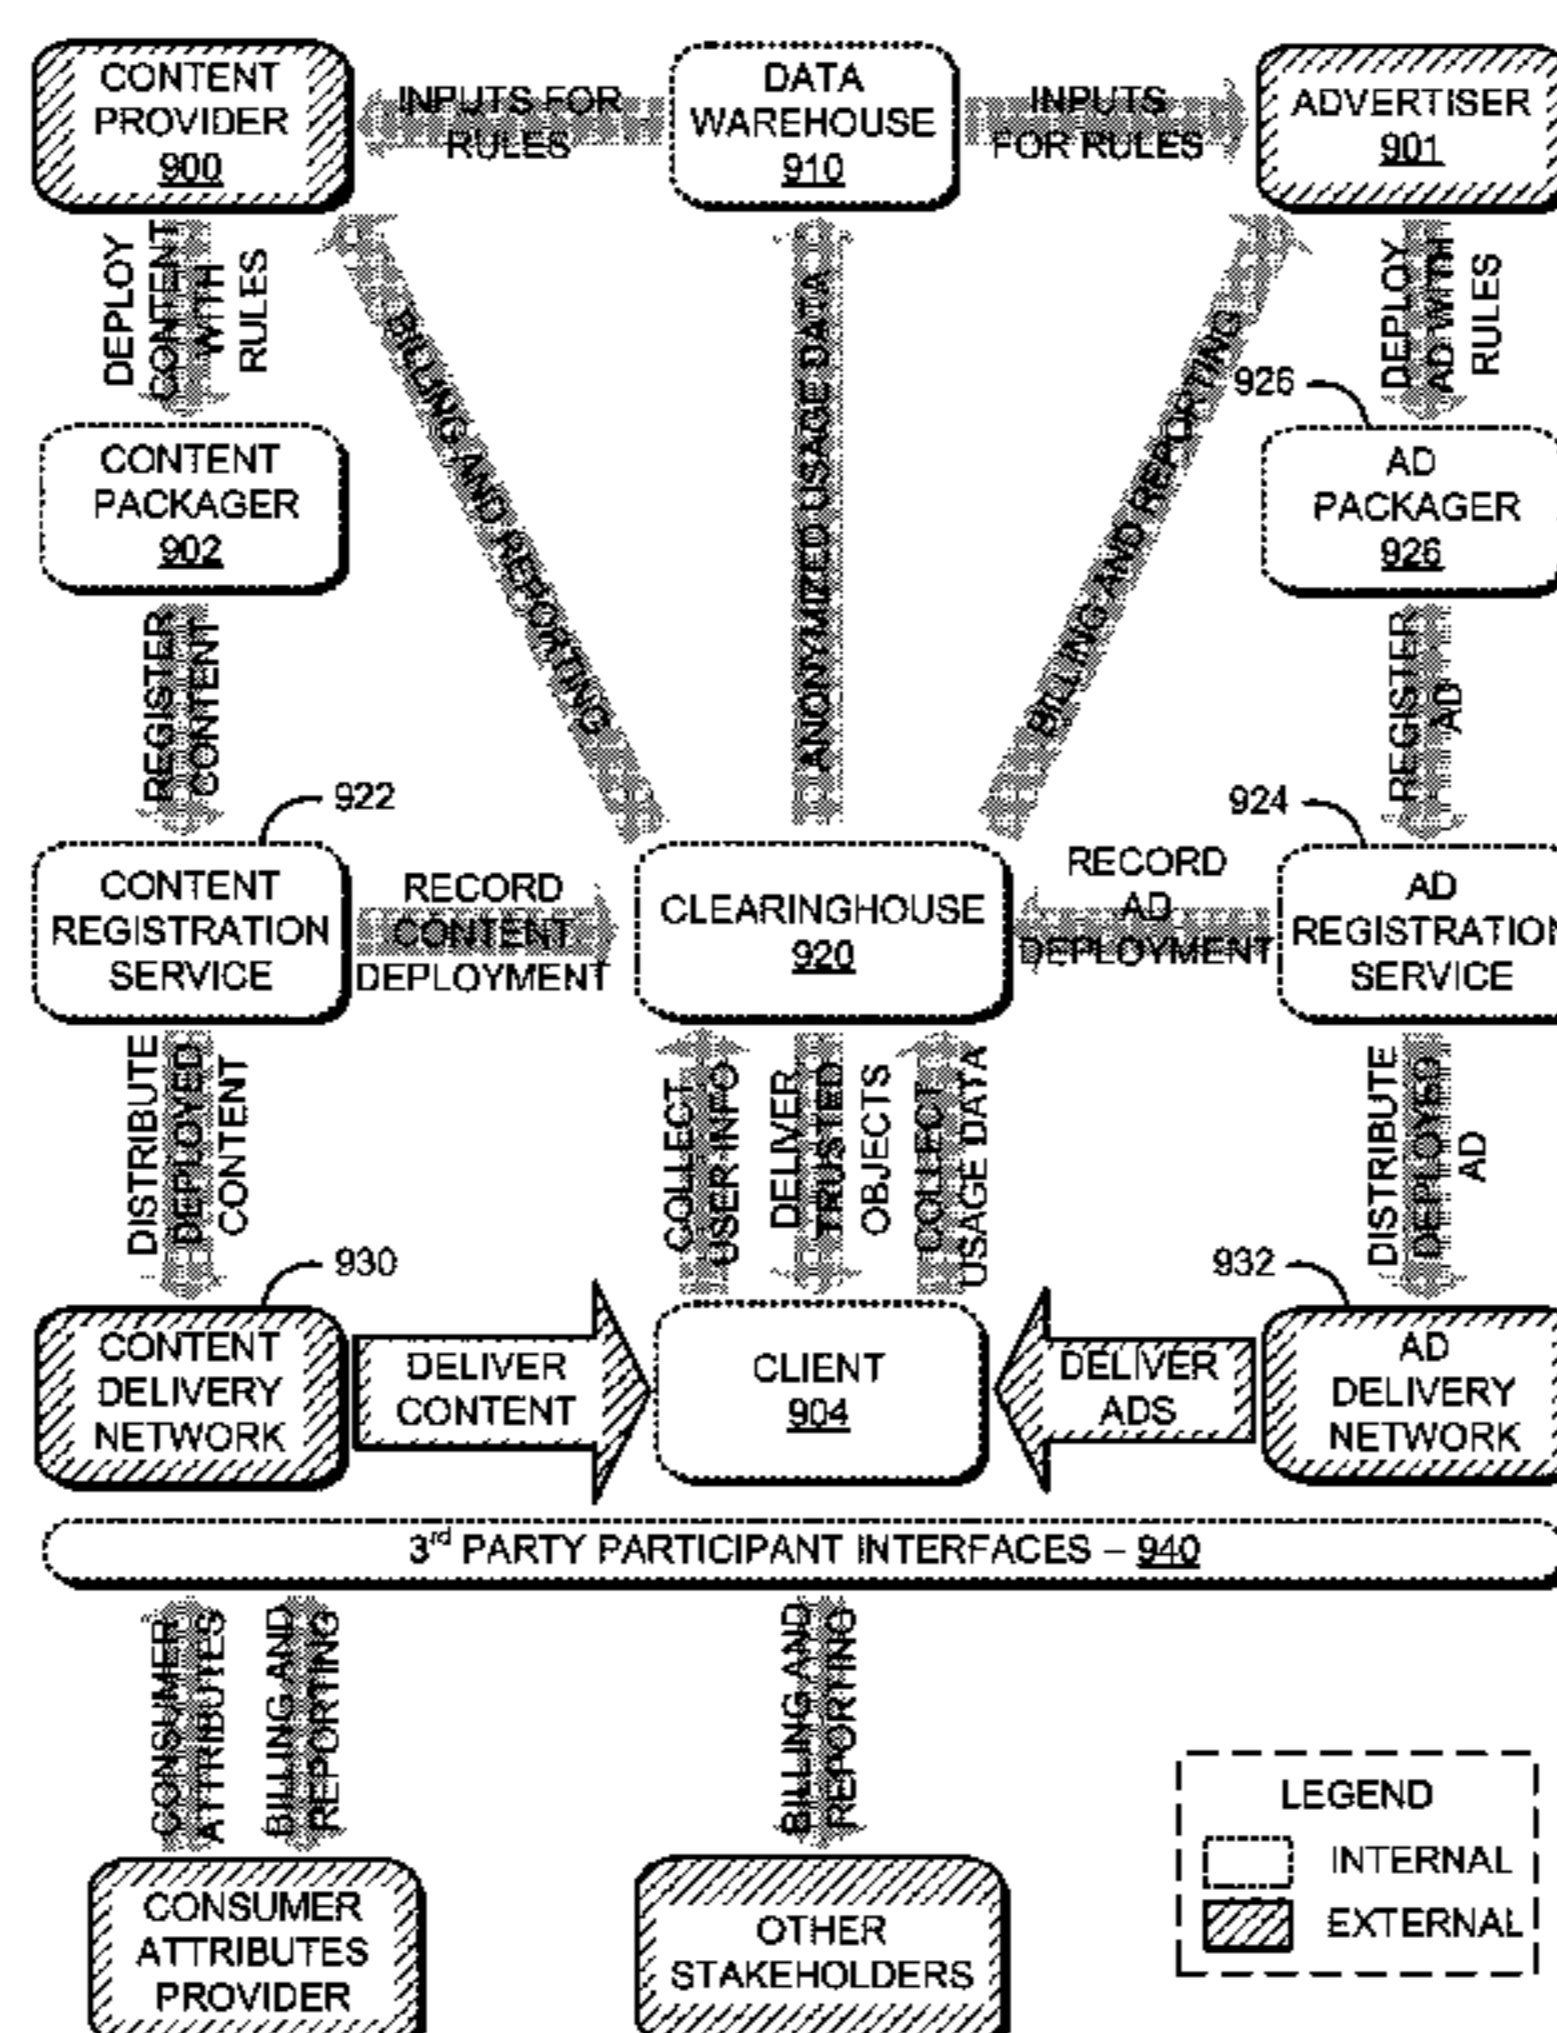 CONTENT
PROVIDER
900
INPUTS FOR
RULES
DATA
WAREHOUSE
910
INPUTS
FOR RULES
ADVERTISER
901
DEPLOY
CONTENT
WITH
RULES
BILLING AND REPORTING
ANONYMIZED USAGE DATA
BILLING AND REPORTING
DEPLOY
AD WITH
RULES
926
CONTENT
PACKAGER
902
AD
PACKAGER
926
REGISTER
CONTENT
REGISTER
AD
922
924
CONTENT
REGISTRATION
SERVICE
RECORD
CONTENT
DEPLOYMENT
CLEARINGHOUSE
920
RECORD
AD
DEPLOYMENT
AD
REGISTRATION
SERVICE
DISTRIBUTE
DEPLOYED
CONTENT
COLLECT
USER INFO
DELIVER
TRUSTED
OBJECTS
COLLECT
USAGE DATA
DISTRIBUTE
DEPLOYED
AD
930
932
CONTENT
DELIVERY
NETWORK
DELIVER
CONTENT
CLIENT
904
DELIVER
ADS
AD
DELIVERY
NETWORK
3rd PARTY PARTICIPANT INTERFACES – 940
CONSUMER
ATTRIBUTES
BILLING AND
REPORTING
BILLING AND
REPORTING
CONSUMER
ATTRIBUTES
PROVIDER
OTHER
STAKEHOLDERS
LEGEND
INTERNAL
EXTERNAL